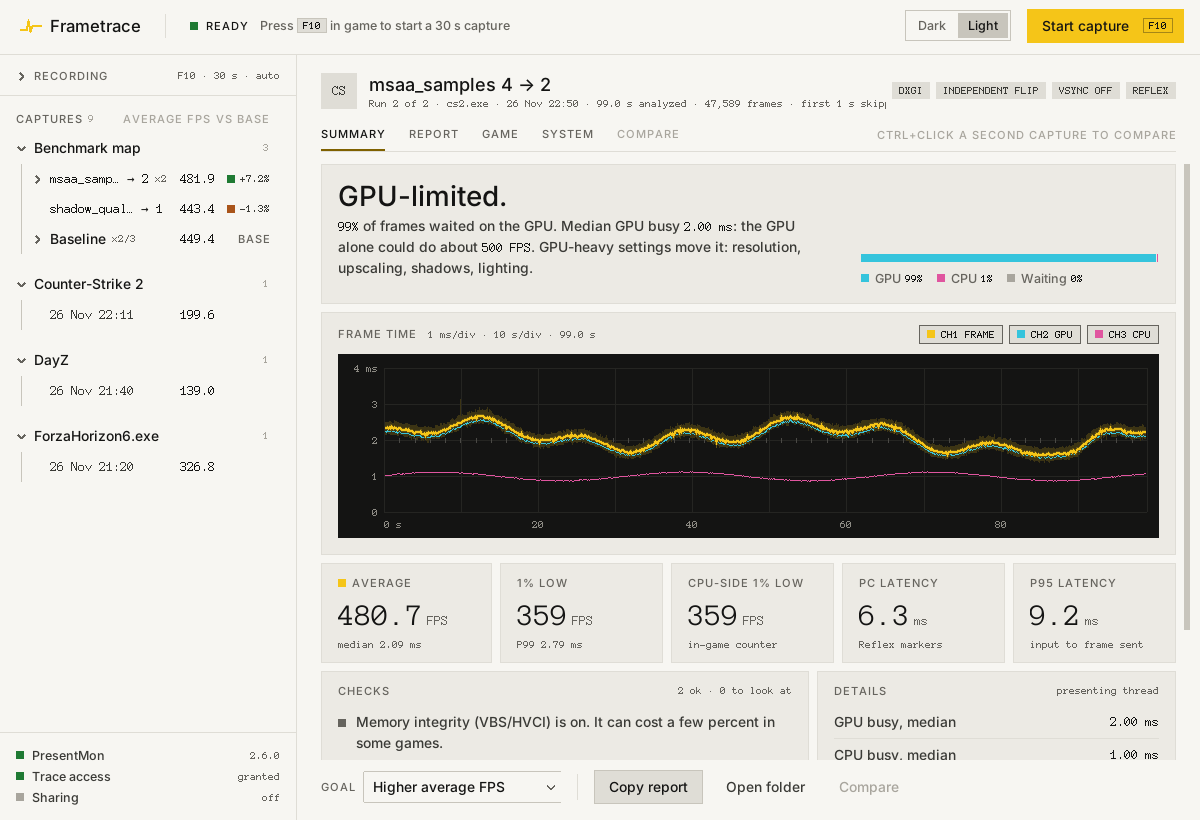 Frametrace
READY Press F10 in game to start a 30 s capture
Dark Light
Start capture F10
RECORDING F10 · 30 s · auto
CAPTURES 9 AVERAGE FPS VS BASE
Benchmark map 3
msaa_samp… → 2 x2 481.9 +7.2%
shadow_qual… → 1 443.4 −1.3%
Baseline x2/3 449.4 BASE
Counter-Strike 2 1
26 Nov 22:11 199.6
DayZ 1
26 Nov 21:40 139.0
ForzaHorizon6.exe 1
26 Nov 21:20 326.8
PresentMon 2.6.0
Trace access granted
Sharing off
CS
msaa_samples 4 → 2
Run 2 of 2 · cs2.exe · 26 Nov 22:50 · 99.0 s analyzed · 47,589 frames · first 1 s skip
DXGI INDEPENDENT FLIP VSYNC OFF REFLEX
SUMMARY REPORT GAME SYSTEM COMPARE
CTRL+CLICK A SECOND CAPTURE TO COMPARE
GPU-limited.
99% of frames waited on the GPU. Median GPU busy 2.00 ms: the GPU
alone could do about 500 FPS. GPU-heavy settings move it: resolution,
upscaling, shadows, lighting.
GPU 99% CPU 1% Waiting 0%
FRAME TIME 1 ms/div · 10 s/div · 99.0 s
CH1 FRAME CH2 GPU CH3 CPU
4 ms
3
2
1
0
0 s 20 40 60 80
AVERAGE
480.7 FPS
median 2.09 ms
1% LOW
359 FPS
P99 2.79 ms
CPU-SIDE 1% LOW
359 FPS
in-game counter
PC LATENCY
6.3 ms
Reflex markers
P95 LATENCY
9.2 ms
input to frame sent
CHECKS 2 ok · 0 to look at
Memory integrity (VBS/HVCI) is on. It can cost a few percent in
some games.
DETAILS presenting thread
GPU busy, median 2.00 ms
CPU busy, median 1.00 ms
GOAL Higher average FPS
Copy report
Open folder
Compare